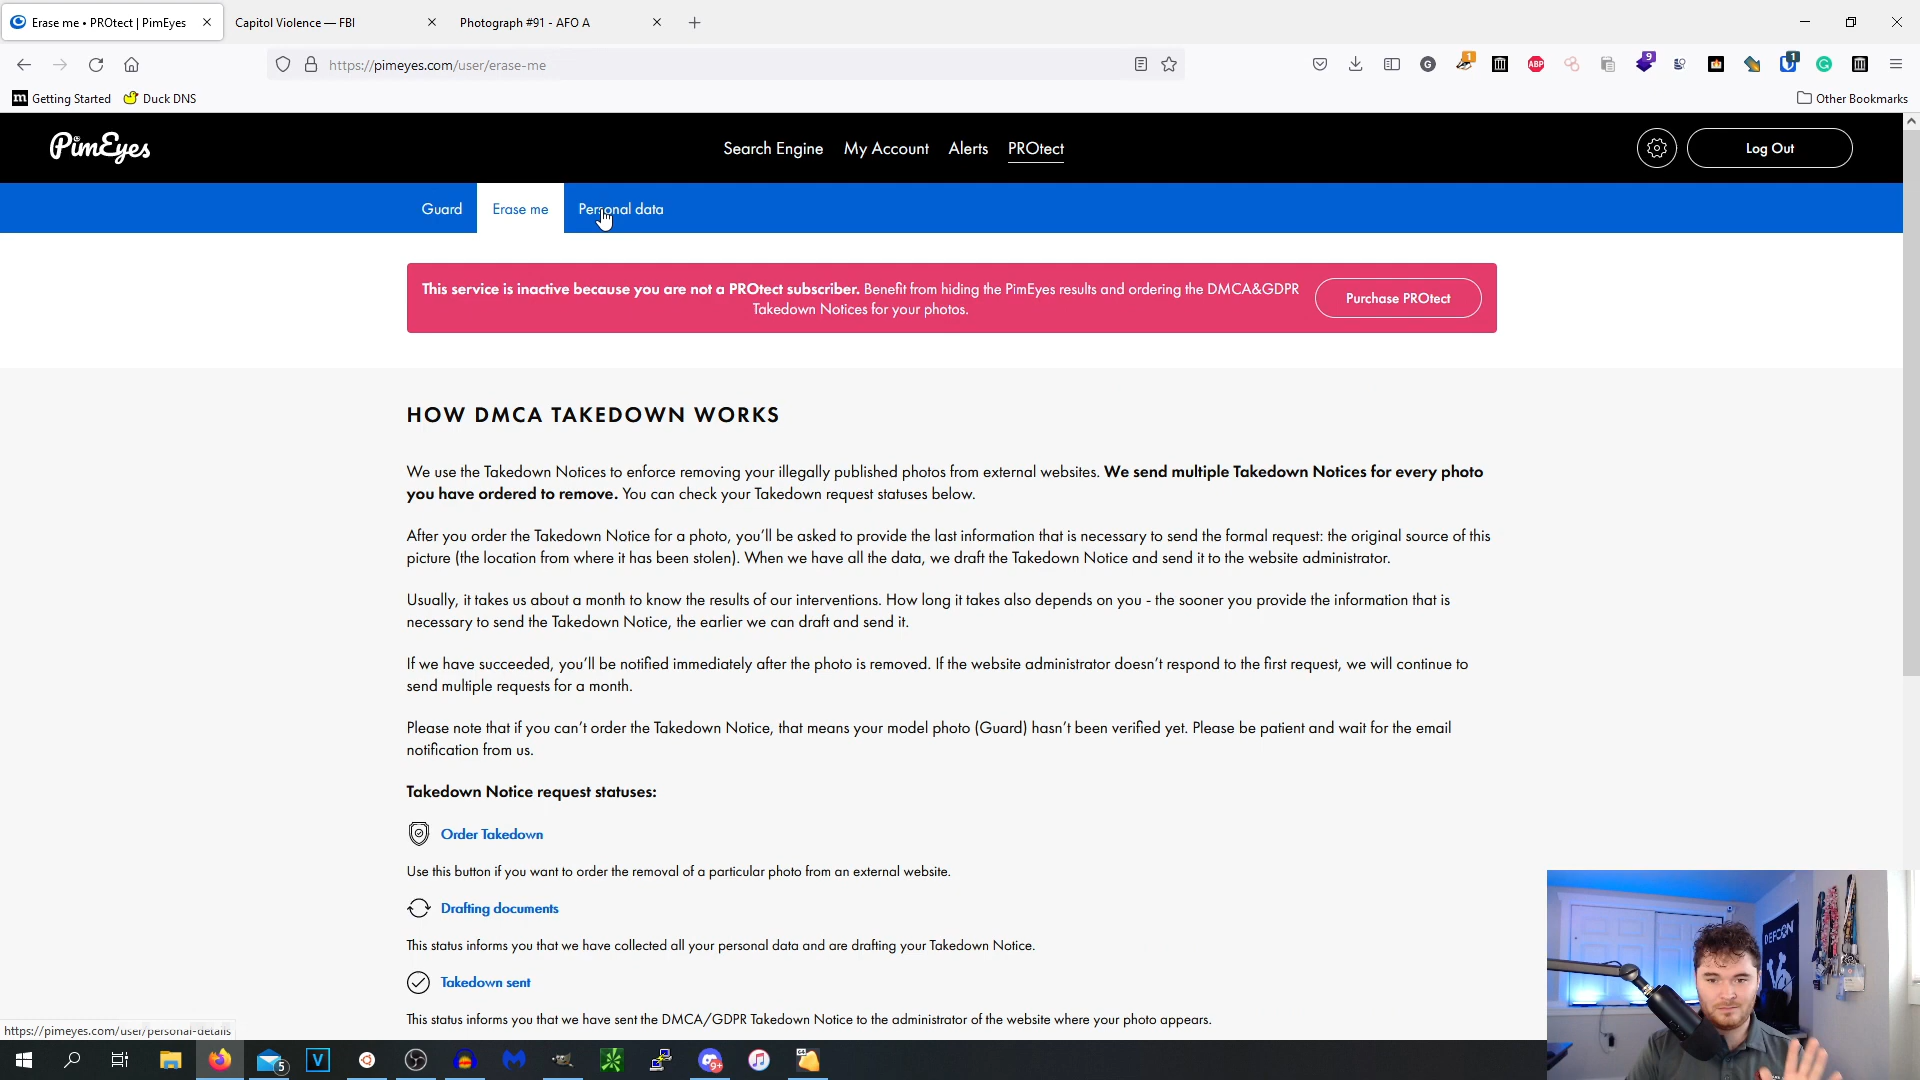 Erase me • PROtect | PimEyes
Capitol Violence — FBI
Photograph #91 - AFO A
https://pimeyes.com/user/erase-me
Getting Started
Duck DNS
Other Bookmarks
PimEyes
Search Engine
My Account
Alerts
PROtect
Log Out
Guard
Erase me
Personal data
This service is inactive because you are not a PROtect subscriber. Benefit from hiding the PimEyes results and ordering the DMCA&GDPR
Takedown Notices for your photos.
Purchase PROtect
HOW DMCA TAKEDOWN WORKS
We use the Takedown Notices to enforce removing your illegally published photos from external websites. We send multiple Takedown Notices for every photo
you have ordered to remove. You can check your Takedown request statuses below.
After you order the Takedown Notice for a photo, you'll be asked to provide the last information that is necessary to send the formal request: the original source of this
picture (the location from where it has been stolen). When we have all the data, we draft the Takedown Notice and send it to the website administrator.
Usually, it takes us about a month to know the results of our interventions. How long it takes also depends on you - the sooner you provide the information that is
necessary to send the Takedown Notice, the earlier we can draft and send it.
If we have succeeded, you'll be notified immediately after the photo is removed. If the website administrator doesn't respond to the first request, we will continue to
send multiple requests for a month.
Please note that if you can't order the Takedown Notice, that means your model photo (Guard) hasn't been verified yet. Please be patient and wait for the email
notification from us.
Takedown Notice request statuses:
Order Takedown
Use this button if you want to order the removal of a particular photo from an external website.
Drafting documents
This status informs you that we have collected all your personal data and are drafting your Takedown Notice.
Takedown sent
This status informs you that we have sent the DMCA/GDPR Takedown Notice to the administrator of the website where your photo appears.
https://pimeyes.com/user/personal-details
DEFCON